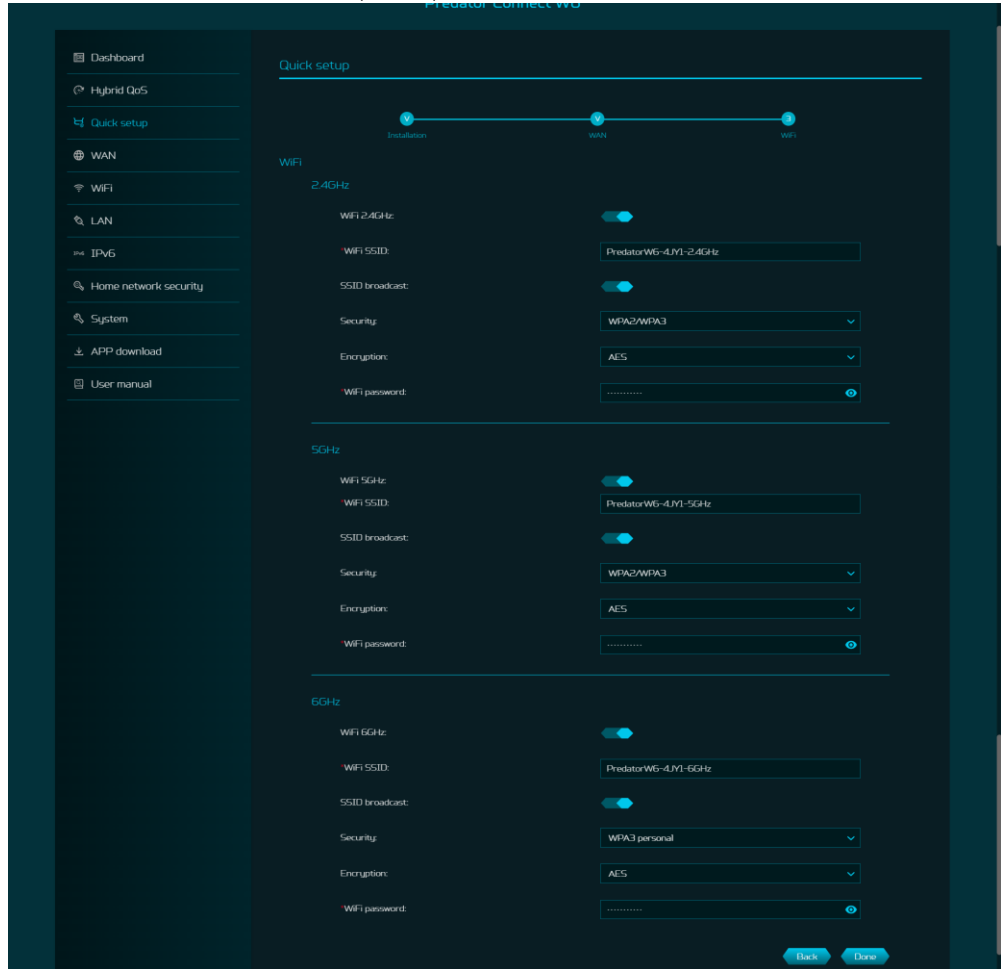 Predator Connect W6
Dashboard
Hybrid QoS
Quick setup
WAN
WiFi
LAN
IPv6 IPv6
Home network security
System
APP download
User manual
Quick setup
V V 3
Installation WAN WiFi
WiFi
2.4GHz
WiFi 2.4GHz:
*WiFi SSID: PredatorW6-4JY1-2.4GHz
SSID broadcast:
Security: WPA2/WPA3
Encryption: AES
*WiFi password: ...........
5GHz
WiFi 5GHz:
*WiFi SSID: PredatorW6-4JY1-5GHz
SSID broadcast:
Security: WPA2/WPA3
Encryption: AES
*WiFi password: ...........
6GHz
WiFi 6GHz:
*WiFi SSID: PredatorW6-4JY1-6GHz
SSID broadcast:
Security: WPA3 personal
Encryption: AES
*WiFi password: ...........
Back Done